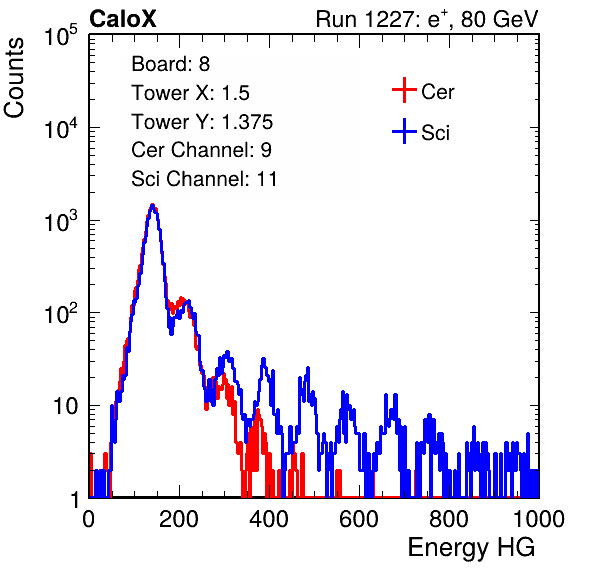 CaloX Run 1227: e⁺, 80 GeV
Board: 8
Tower X: 1.5
Tower Y: 1.375
Cer Channel: 9
Sci Channel: 11
Cer
Sci
Counts
10⁵
10⁴
10³
10²
10
1
0 200 400 600 800 1000
Energy HG